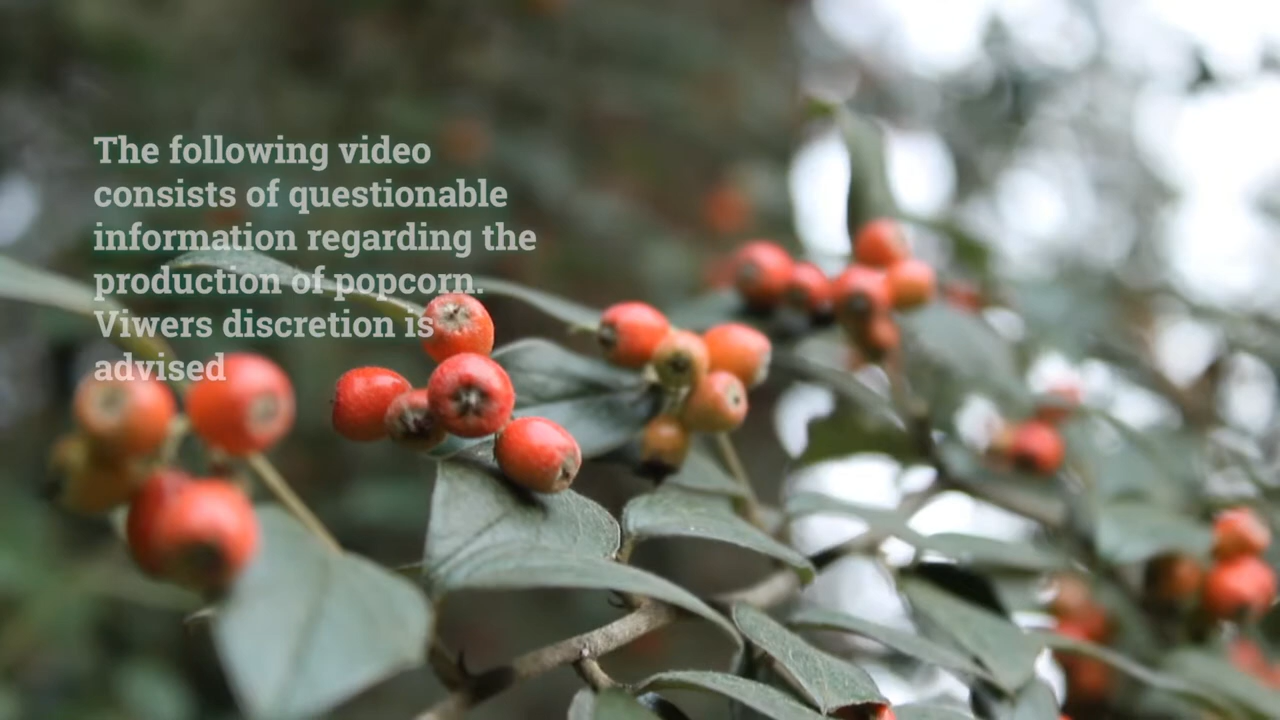 The following video
consists of questionable
information regarding the
production of popcorn.
Viwers discretion is
advised